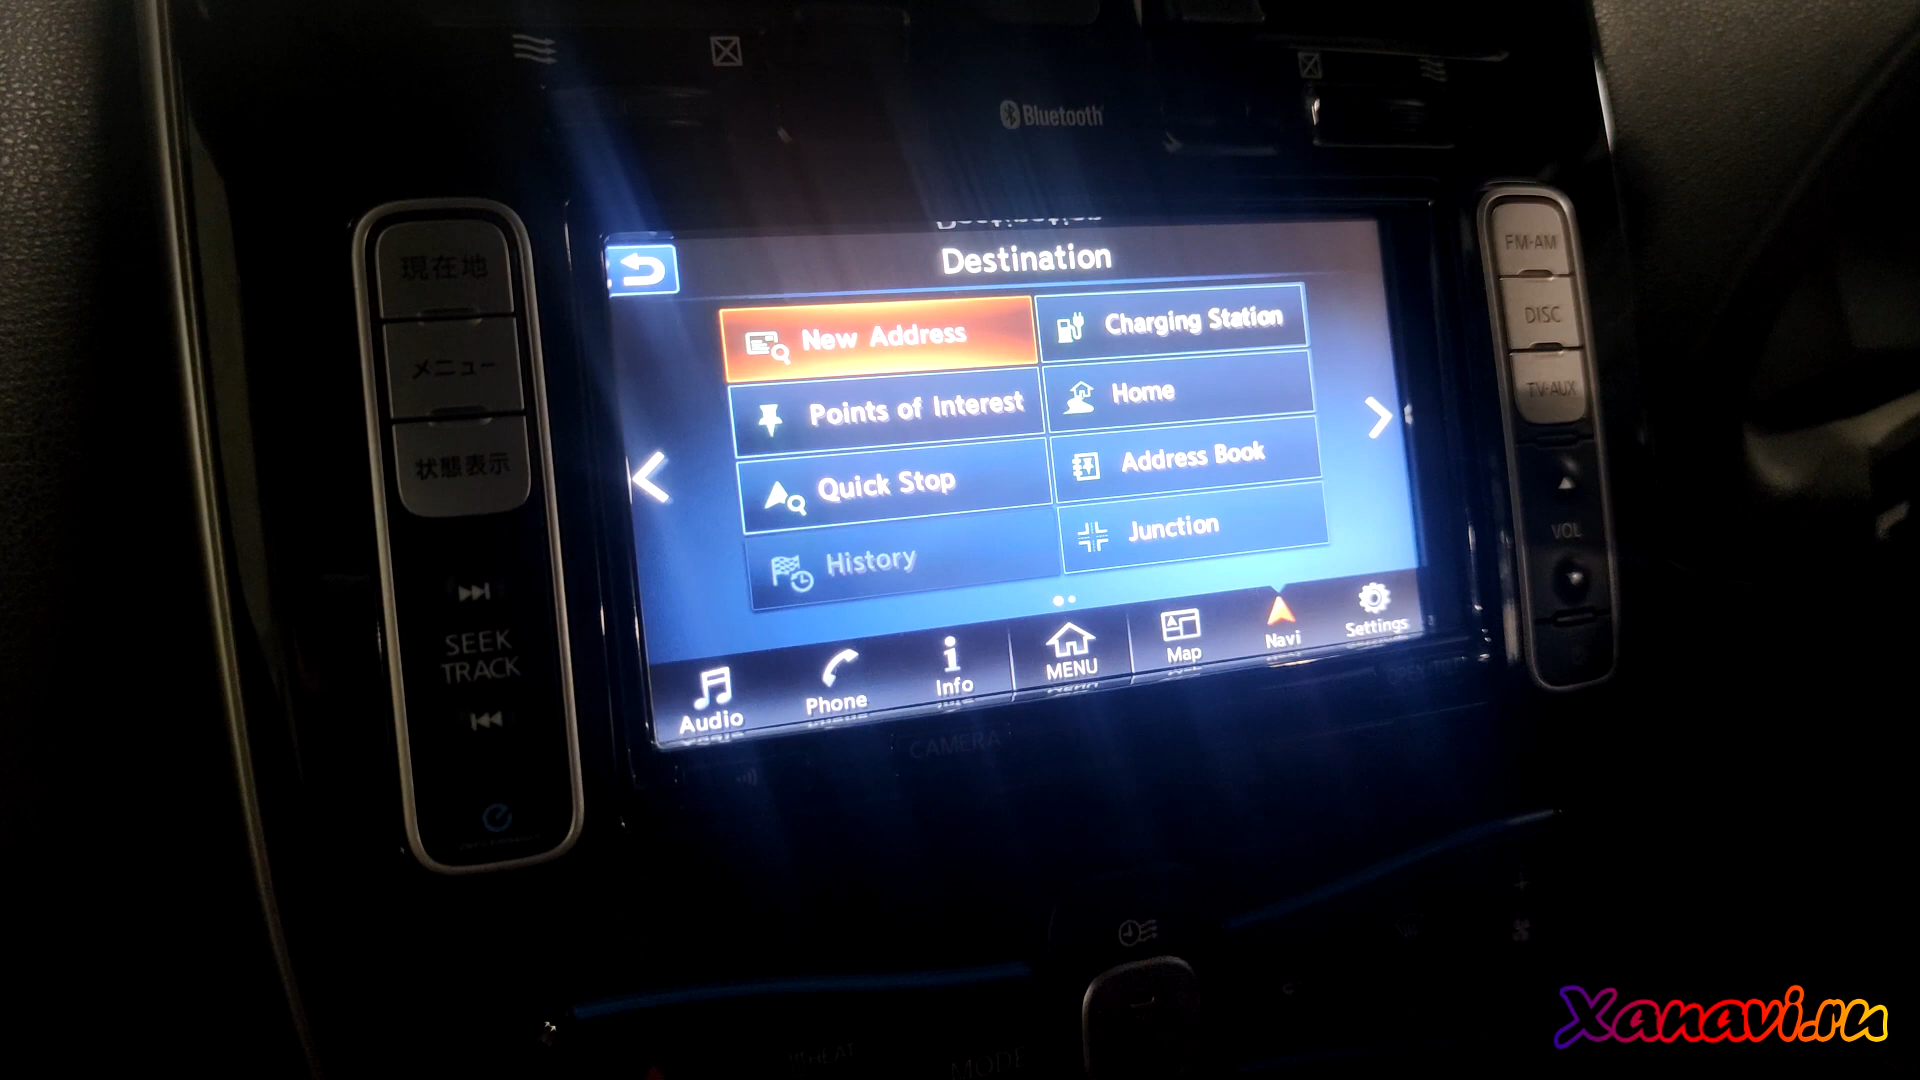 Bluetooth
現在地
メニュー
状態表示
SEEK
TRACK
Destination
New Address
Charging Station
Points of Interest
Home
Quick Stop
Address Book
History
Junction
Audio
Phone
Info
MENU
Map
Navi
Settings
FM·AM
DISC
TV·AUX
VOL
CAMERA
HEAT
MODE
Xanavi.ru